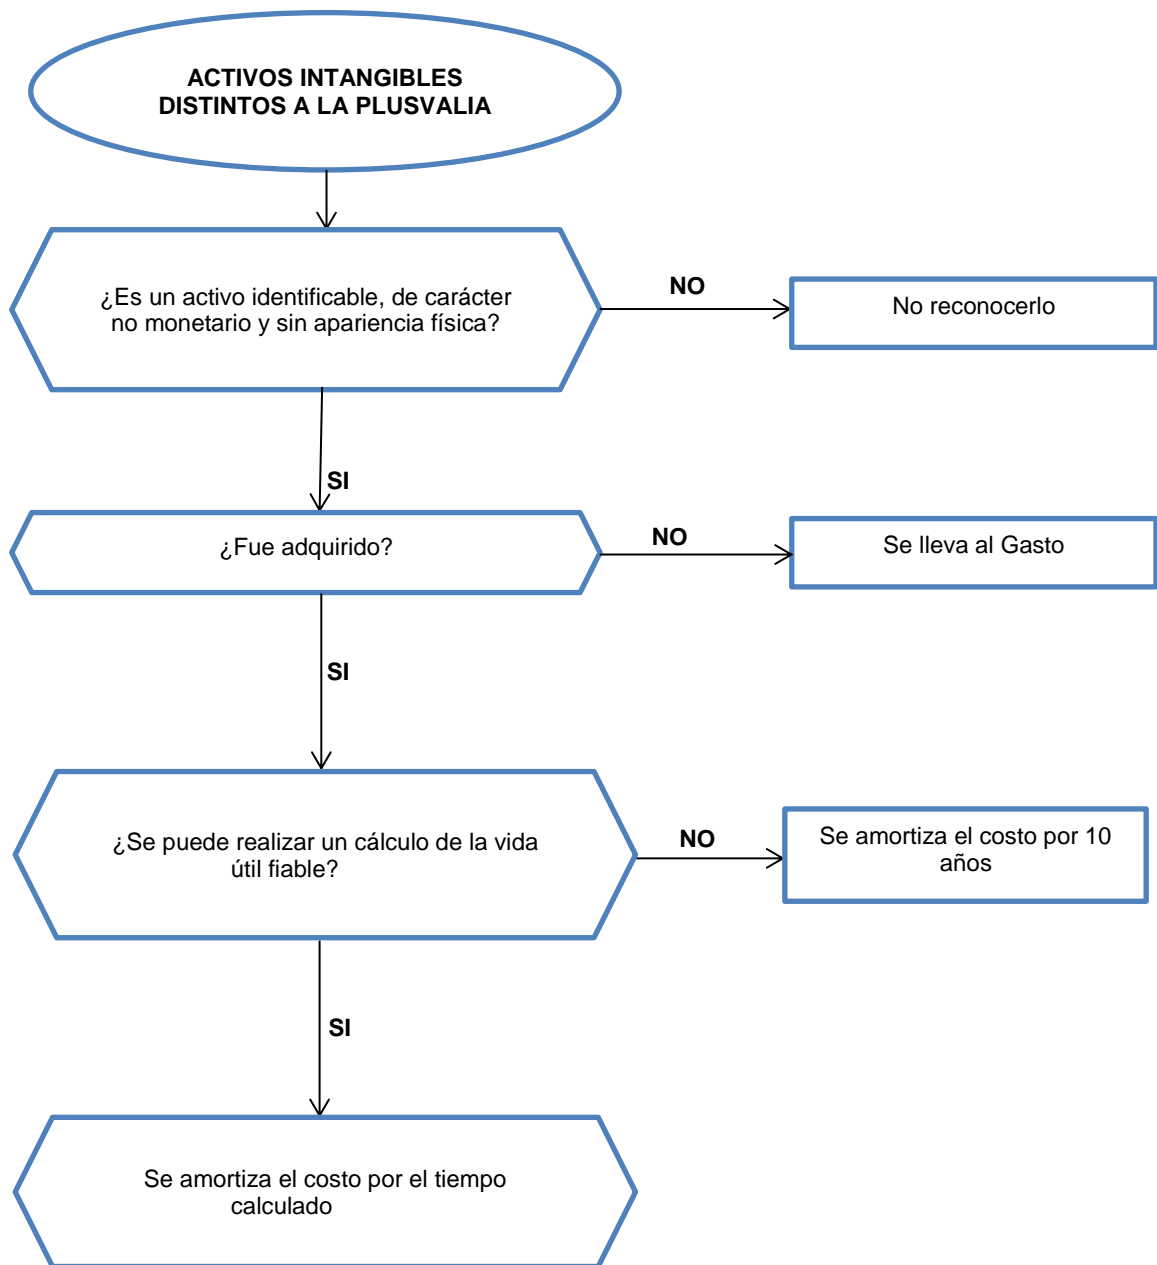 ACTIVOS INTANGIBLES
DISTINTOS A LA PLUSVALIA
¿Es un activo identificable, de carácter
no monetario y sin apariencia física?
NO
No reconocerlo
SI
¿Fue adquirido?
NO
Se lleva al Gasto
SI
¿Se puede realizar un cálculo de la vida
útil fiable?
NO
Se amortiza el costo por 10
años
SI
Se amortiza el costo por el tiempo
calculado